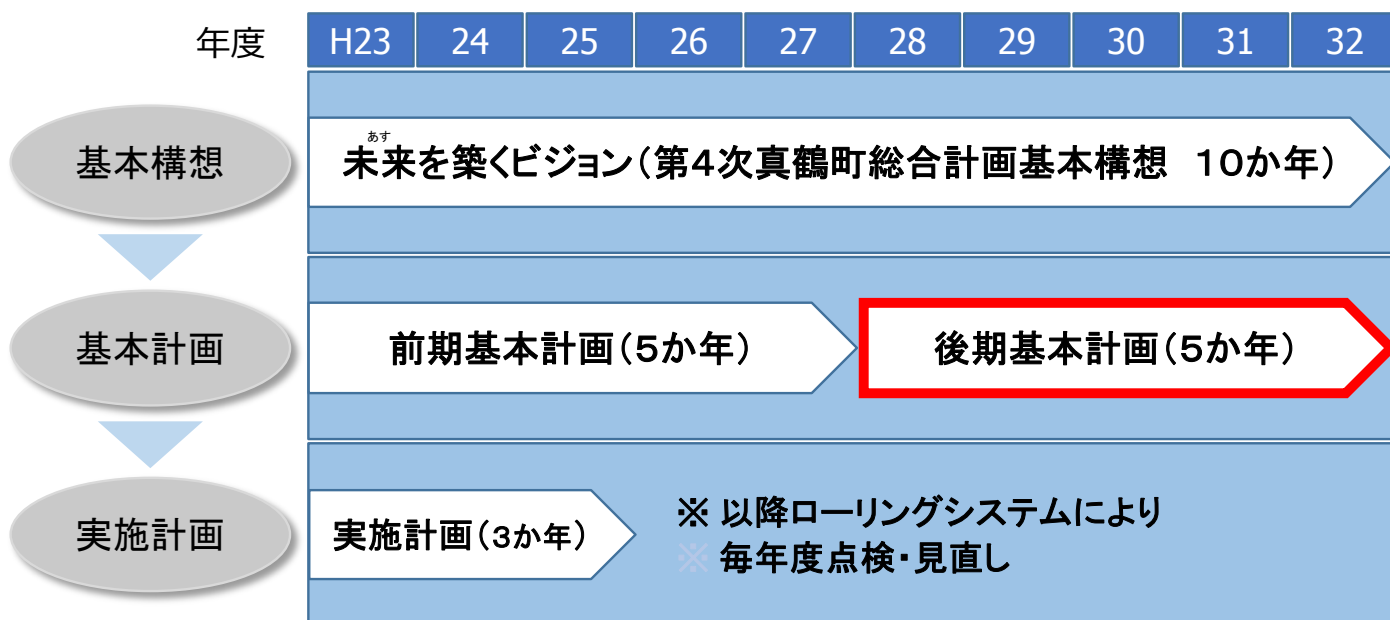 年度 H23 24 25 26 27 28 29 30 31 32
基本構想
あす
未来を築くビジョン（第４次真鶴町総合計画基本構想　１０か年）
基本計画
前期基本計画（５か年）
後期基本計画（５か年）
実施計画
実施計画（３か年）
※ 以降ローリングシステムにより
※ 毎年度点検・見直し